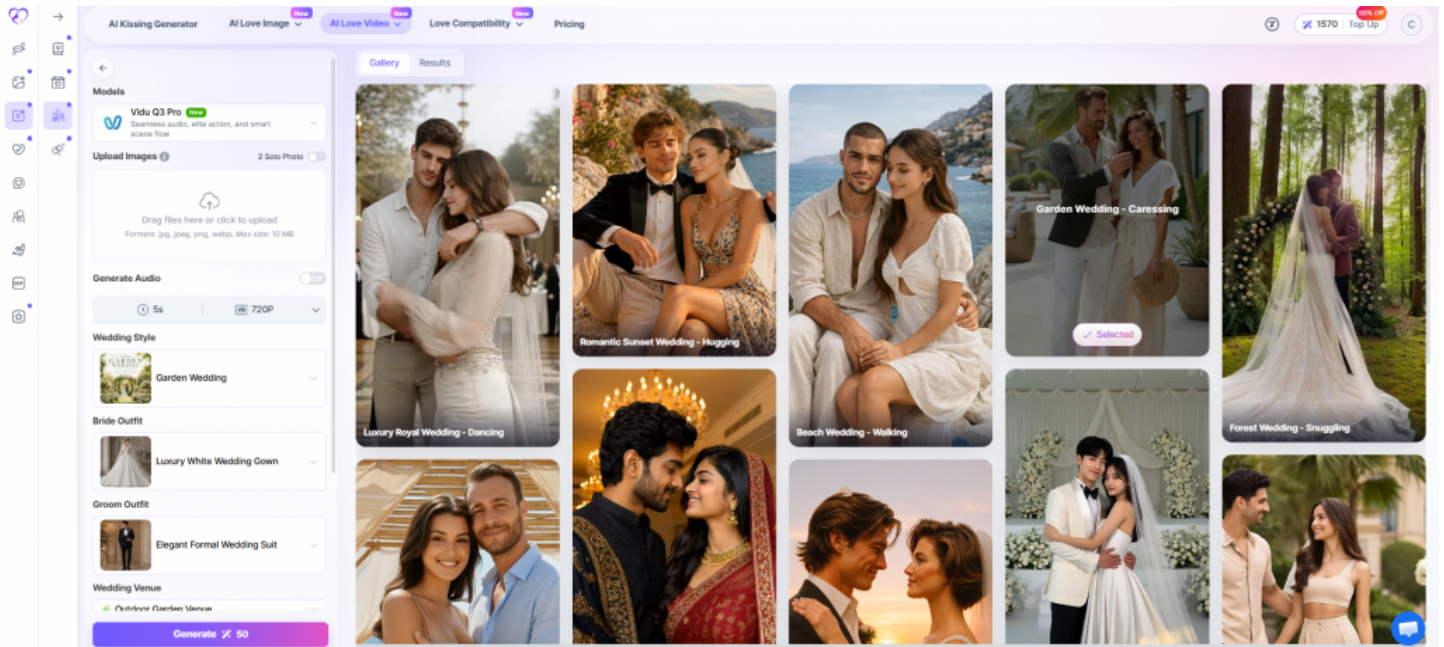 AI Kissing Generator
AI Love Image
New
AI Love Video
New
Love Compatibility
New
Pricing
50% Off
1570
Top Up
C
Models
Vidu Q3 Pro
New
Seamless audio, elite action, and smart
scene flow
Upload Images
2 Solo Photo
Drag files here or click to upload
Formats: jpg, jpeg, png, webp, Max size: 10 MB
Generate Audio
5s
720P
Wedding Style
GARDEN
WEDDING
Garden Wedding
Bride Outfit
Luxury White Wedding Gown
Groom Outfit
Elegant Formal Wedding Suit
Wedding Venue
Outdoor Garden Venue
Generate
50
Gallery
Results
Luxury Royal Wedding - Dancing
Romantic Sunset Wedding - Hugging
Beach Wedding - Walking
Garden Wedding - Caressing
Selected
Forest Wedding - Snuggling